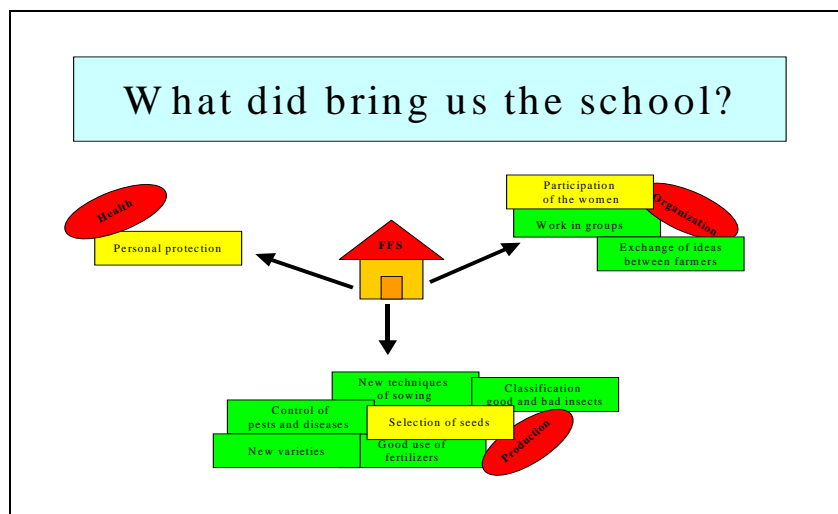 What did bring us the school?
Health
Personal protection
FFS
Participation
of the women
Organization
Work in groups
Exchange of ideas
between farmers
New techniques
of sowing
Classification
good and bad insects
Control of
pests and diseases
Selection of seeds
New varieties
Good use of
fertilizers
Production